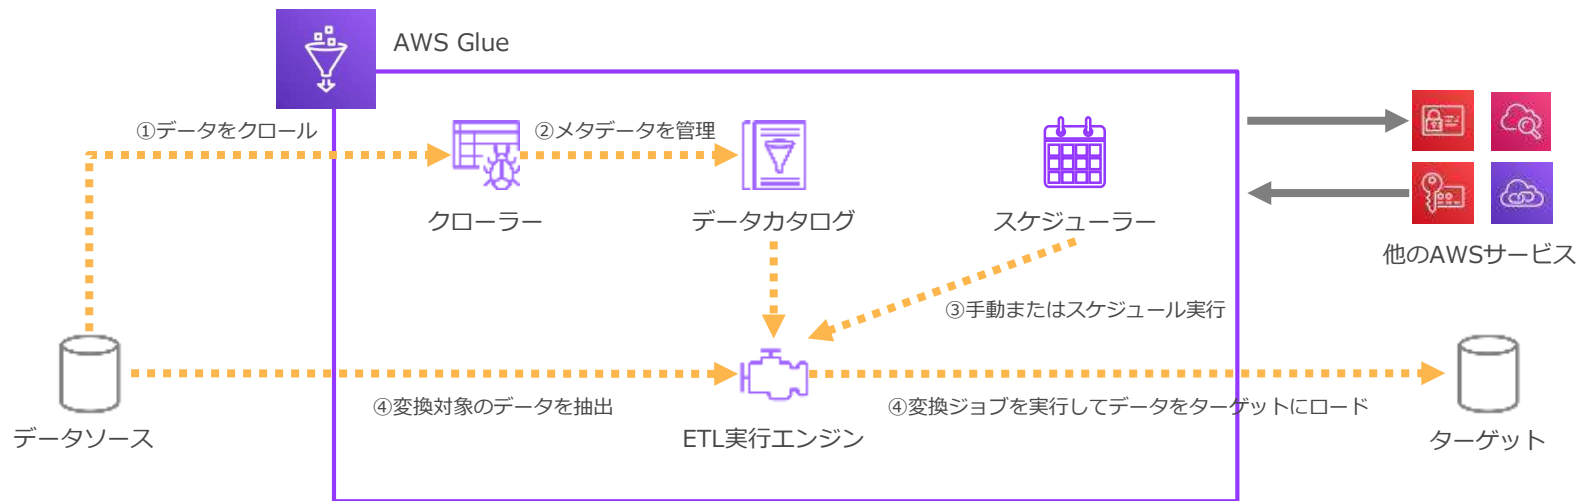 AWS Glue
①データをクロール
②メタデータを管理
クローラー
データカタログ
スケジューラー
他のAWSサービス
③手動またはスケジュール実行
④変換対象のデータを抽出
④変換ジョブを実行してデータをターゲットにロード
データソース
ETL実行エンジン
ターゲット